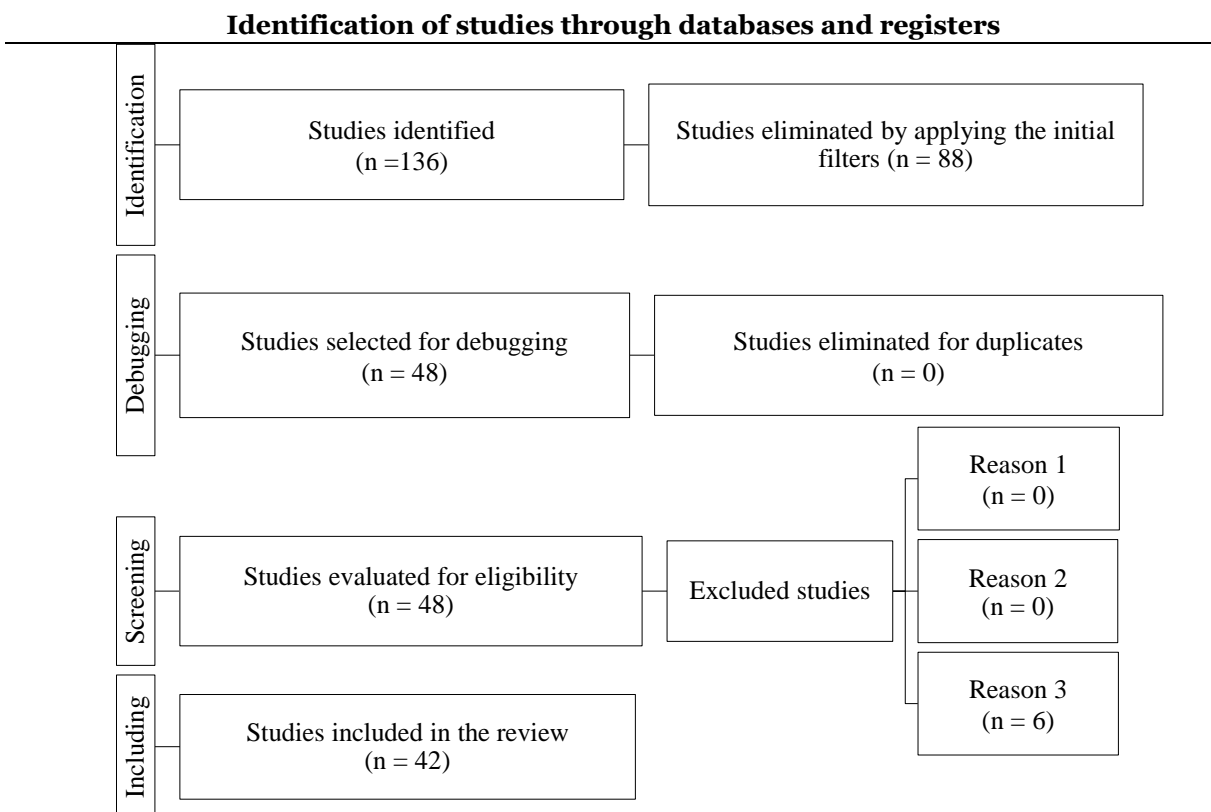 Identification of studies through databases and registers
Identification
Studies identified
(n =136)
Studies eliminated by applying the initial
filters (n = 88)
Debugging
Studies selected for debugging
(n = 48)
Studies eliminated for duplicates
(n = 0)
Screening
Studies evaluated for eligibility
(n = 48)
Excluded studies
Reason 1
(n = 0)
Reason 2
(n = 0)
Reason 3
(n = 6)
Including
Studies included in the review
(n = 42)